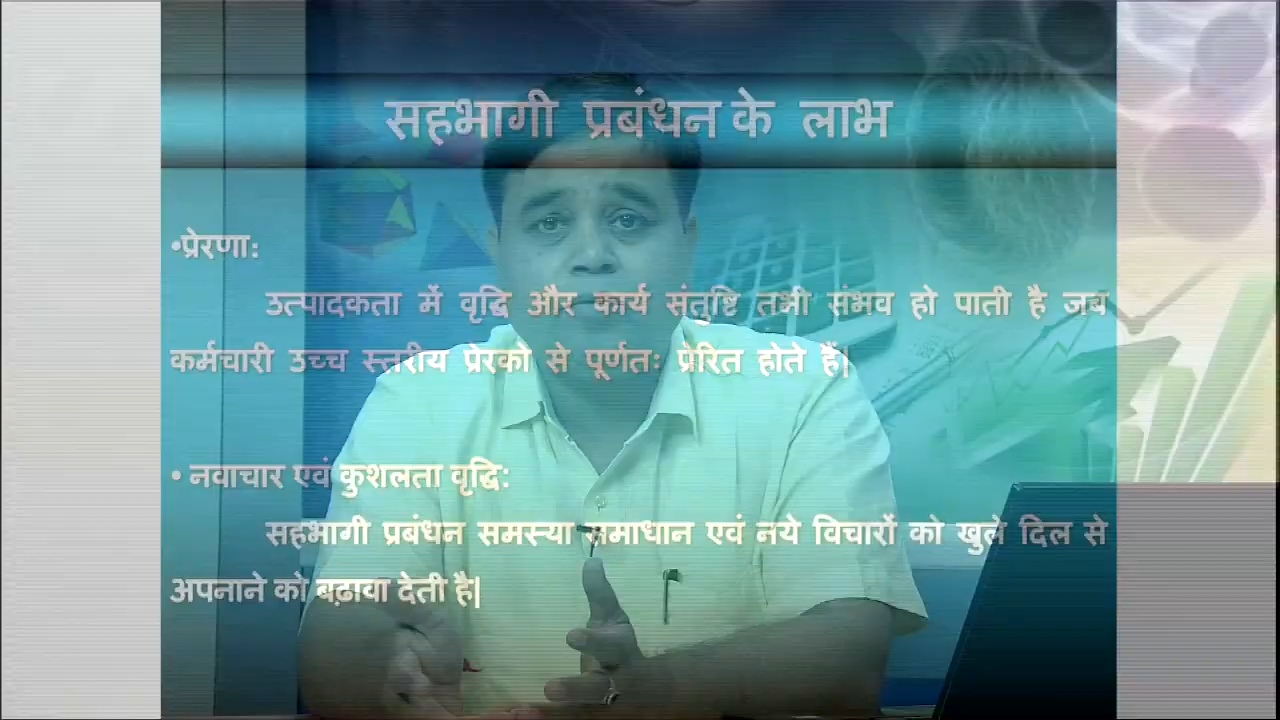 सहभागी प्रबंधन के लाभ
•प्रेरणाः
उत्पादकता में वृद्धि और कार्य संतुष्टि तभी संभव हो पाती है जब
कर्मचारी उच्च स्तरीय प्रेरकों से पूर्णतः प्रेरित होते हैं|
• नवाचार एवं कुशलता वृद्धिः
सहभागी प्रबंधन समस्या समाधान एवं नये विचारों को खुले दिल से
अपनाने को बढ़ावा देती है|